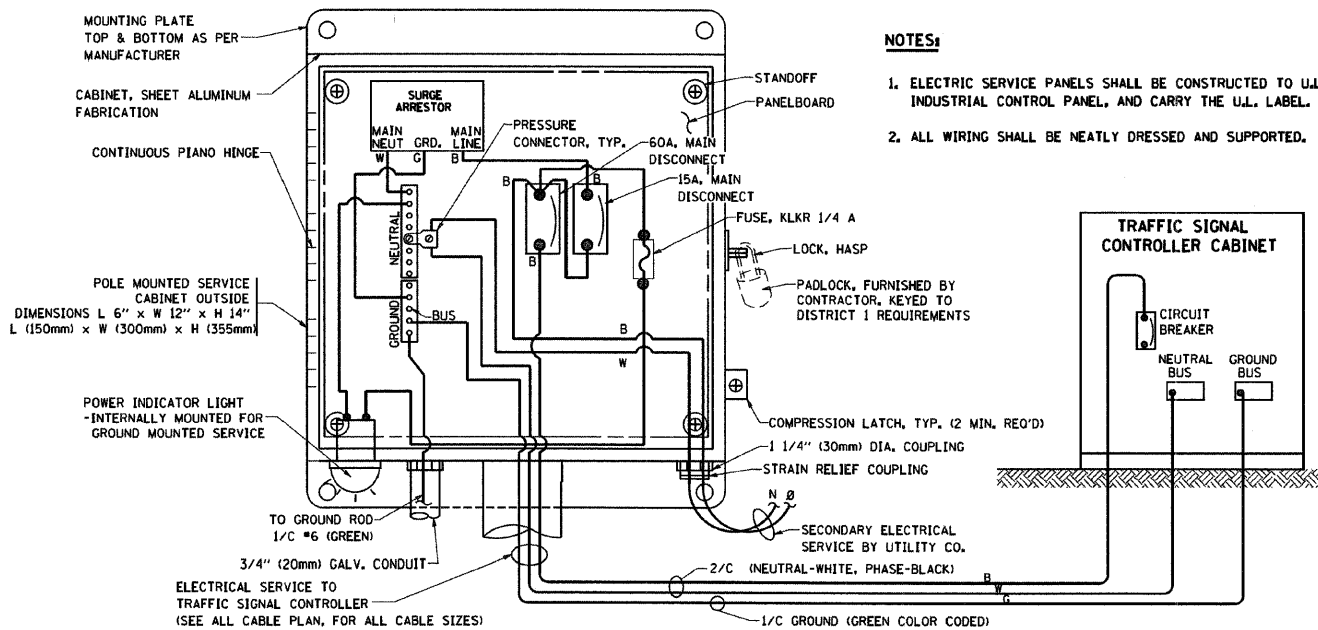 MOUNTING PLATE
TOP & BOTTOM AS PER
MANUFACTURER
CABINET, SHEET ALUMINUM
FABRICATION
CONTINUOUS PIANO HINGE
POLE MOUNTED SERVICE
CABINET OUTSIDE
DIMENSIONS L 6" x W 12" x H 14"
L (150mm) x W (300mm) x H (355mm)
POWER INDICATOR LIGHT
-INTERNALLY MOUNTED FOR
GROUND MOUNTED SERVICE
TO GROUND ROD
1/C #6 (GREEN)
3/4" (20mm) GALV. CONDUIT
ELECTRICAL SERVICE TO
TRAFFIC SIGNAL CONTROLLER
(SEE ALL CABLE PLAN, FOR ALL CABLE SIZES)
SURGE
ARRESTOR
MAIN
NEUT
GRD.
MAIN
LINE
W
G
B
PRESSURE
CONNECTOR, TYP.
NEUTRAL
GROUND
BUS
B
B
B
B
W
STANDOFF
PANELBOARD
60A, MAIN
DISCONNECT
15A, MAIN
DISCONNECT
FUSE, KLKR 1/4 A
LOCK, HASP
PADLOCK, FURNISHED BY
CONTRACTOR, KEYED TO
DISTRICT 1 REQUIREMENTS
COMPRESSION LATCH, TYP. (2 MIN. REQ'D)
1 1/4" (30mm) DIA. COUPLING
STRAIN RELIEF COUPLING
N Ø
SECONDARY ELECTRICAL
SERVICE BY UTILITY CO.
2/C (NEUTRAL-WHITE, PHASE-BLACK)
B
W
G
1/C GROUND (GREEN COLOR CODED)
NOTES:
1. ELECTRIC SERVICE PANELS SHALL BE CONSTRUCTED TO U.L
INDUSTRIAL CONTROL PANEL, AND CARRY THE U.L. LABEL.
2. ALL WIRING SHALL BE NEATLY DRESSED AND SUPPORTED.
TRAFFIC SIGNAL
CONTROLLER CABINET
CIRCUIT
BREAKER
NEUTRAL
BUS
GROUND
BUS